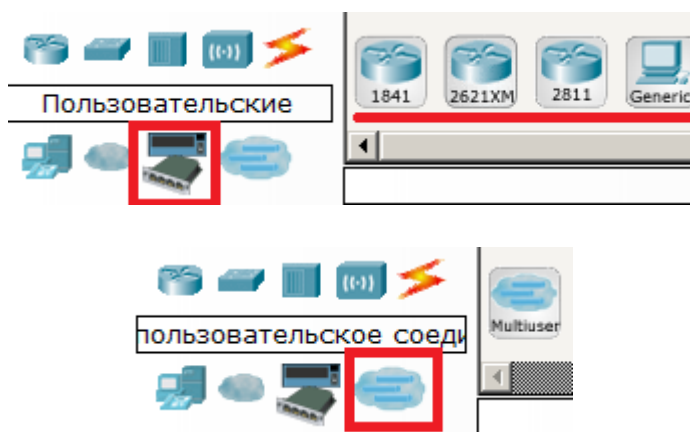 1841 2621XM 2811 Generic
Пользовательские
пользовательское соеди
Multiuser